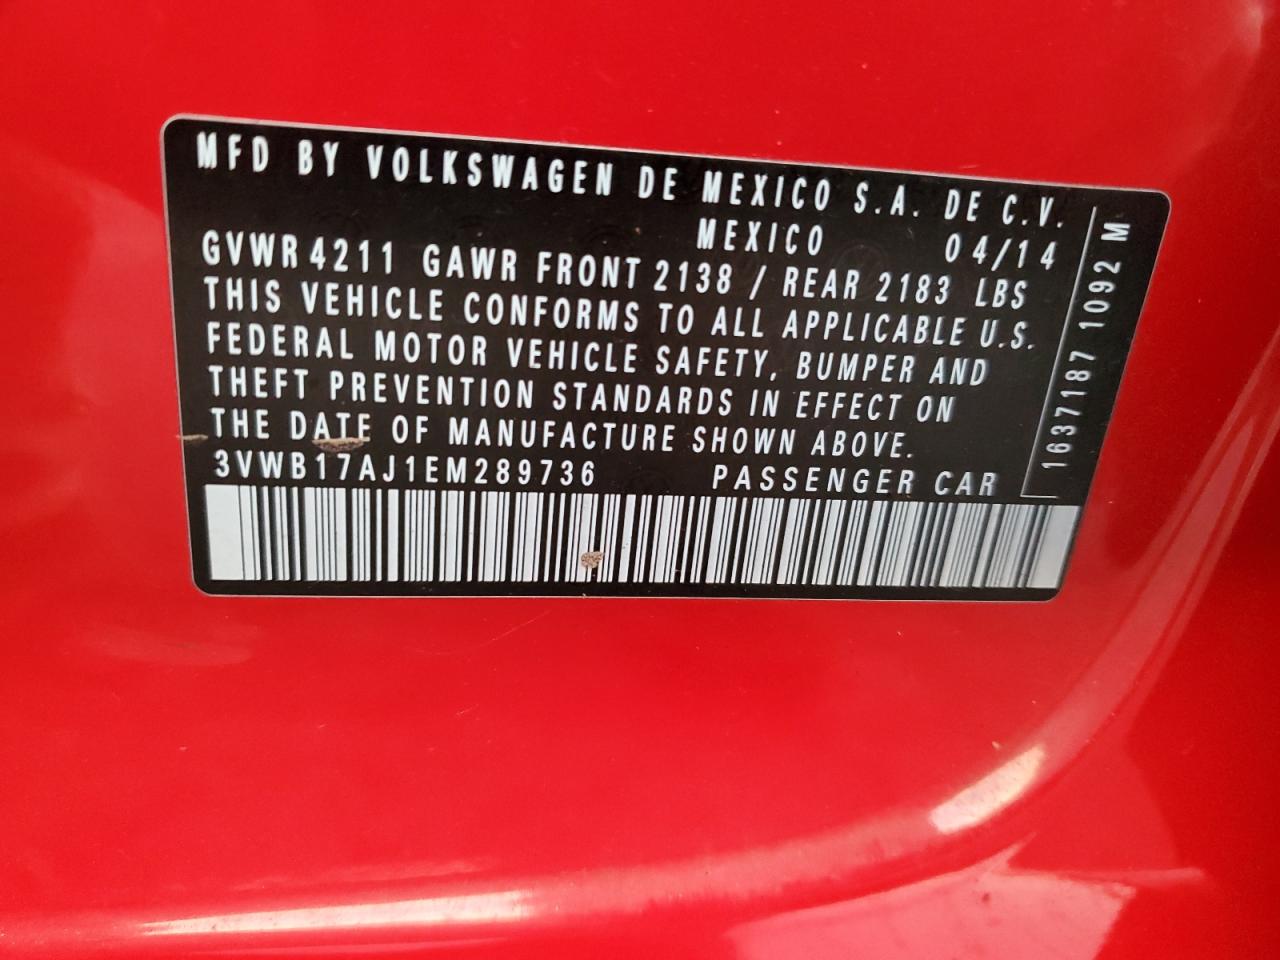 MFD BY VOLKSWAGEN DE MEXICO S.A. DE C.V.
MEXICO 04/14
GVWR 4211 GAWR FRONT 2138 / REAR 2183 LBS
THIS VEHICLE CONFORMS TO ALL APPLICABLE U.S.
FEDERAL MOTOR VEHICLE SAFETY, BUMPER AND
THEFT PREVENTION STANDARDS IN EFFECT ON
THE DATE OF MANUFACTURE SHOWN ABOVE.
3VWB17AJ1EM289736 PASSENGER CAR
1637187 1092 M